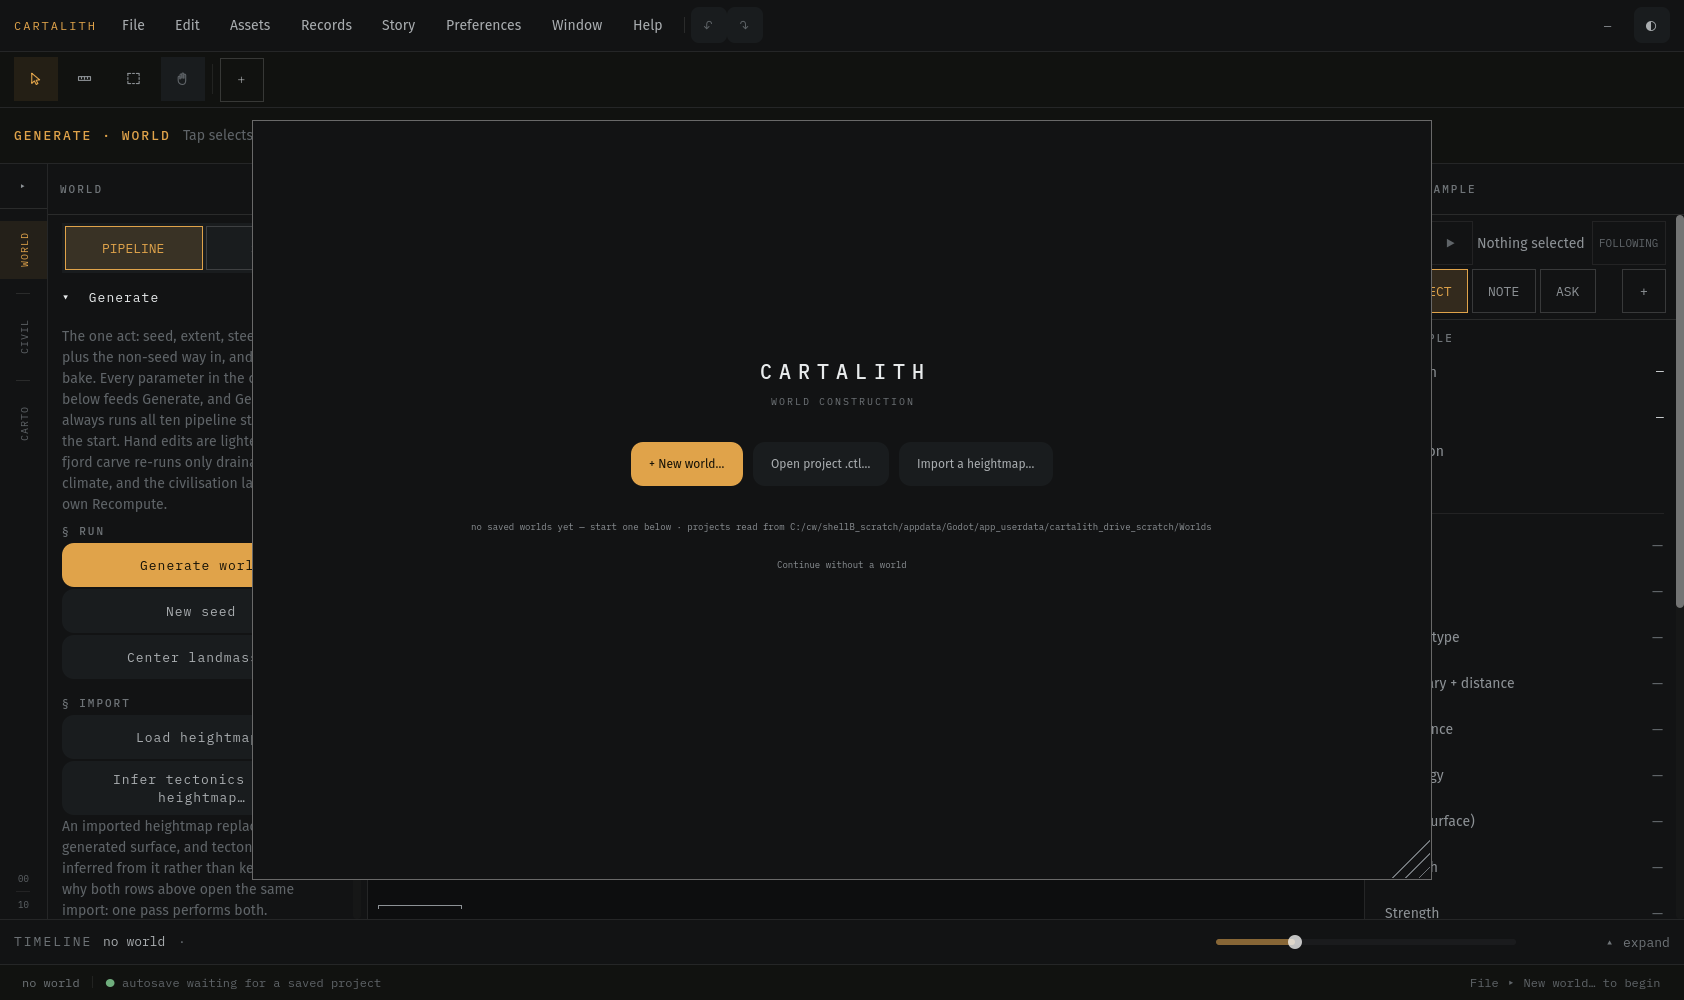 CARTALITH File Edit Assets Records Story Preferences Window Help
+
GENERATE · WORLD Tap selects
WORLD
AMPLE
PIPELINE
Nothing selected FOLLOWING
ECT NOTE ASK +
WORLD
CIVIL
CARTO
00
10
▾ Generate
The one act: seed, extent, stee
plus the non-seed way in, and
bake. Every parameter in the
below feeds Generate, and Ge
always runs all ten pipeline st
the start. Hand edits are lighte
fjord carve re-runs only draina
climate, and the civilisation la
own Recompute.
§ RUN
Generate worl
New seed
Center landmas
§ IMPORT
Load heightmap
Infer tectonics
heightmap…
An imported heightmap replac
generated surface, and tecton
inferred from it rather than ke
why both rows above open the same
import: one pass performs both.
CARTALITH
WORLD CONSTRUCTION
+ New world…
Open project .ctl…
Import a heightmap…
no saved worlds yet — start one below · projects read from C:/cw/shellB_scratch/appdata/Godot/app_userdata/cartalith_drive_scratch/Worlds
Continue without a world
PLE
n —
—
on
—
—
type —
ary + distance —
nce —
gy —
urface) —
n —
Strength —
TIMELINE no world · ▴ expand
no world autosave waiting for a saved project File ▸ New world… to begin